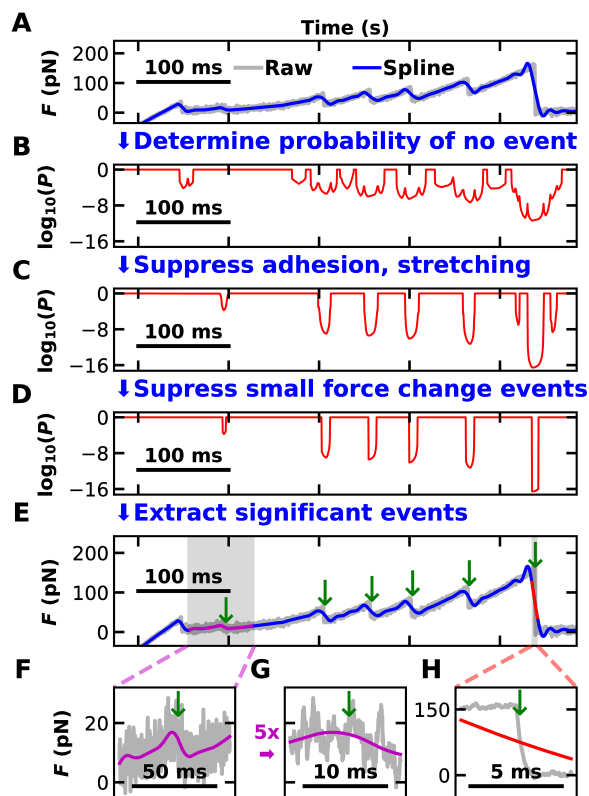 A
Time (s)
F (pN)
200
100
0
100 ms
Raw
Spline
⬇Determine probability of no event
B
log10(P)
0
−8
−16
100 ms
⬇Suppress adhesion, stretching
C
log10(P)
0
−8
−16
100 ms
⬇Supress small force change events
D
log10(P)
0
−8
−16
100 ms
⬇Extract significant events
E
F (pN)
200
100
0
100 ms
F
F (pN)
20
0
50 ms
5x
➡
G
10 ms
H
150
0
5 ms